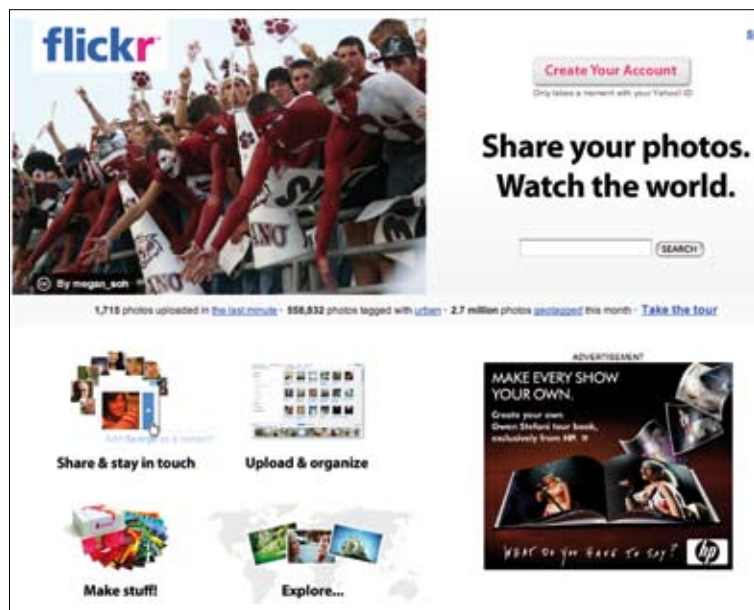 flickr
Create Your Account
Only takes a moment with your Yahoo! ID
Share your photos.
Watch the world.
SEARCH
By megan_soh
1,715 photos uploaded in the last minute · 556,832 photos tagged with urban · 2.7 million photos geotagged this month · Take the tour
Share & stay in touch
Upload & organize
Make stuff!
Explore...
ADVERTISEMENT
MAKE EVERY SHOW
YOUR OWN.
Create your own
Gwen Stefani tour book,
exclusively from HP. »
WHAT DO YOU HAVE TO SAY?
hp